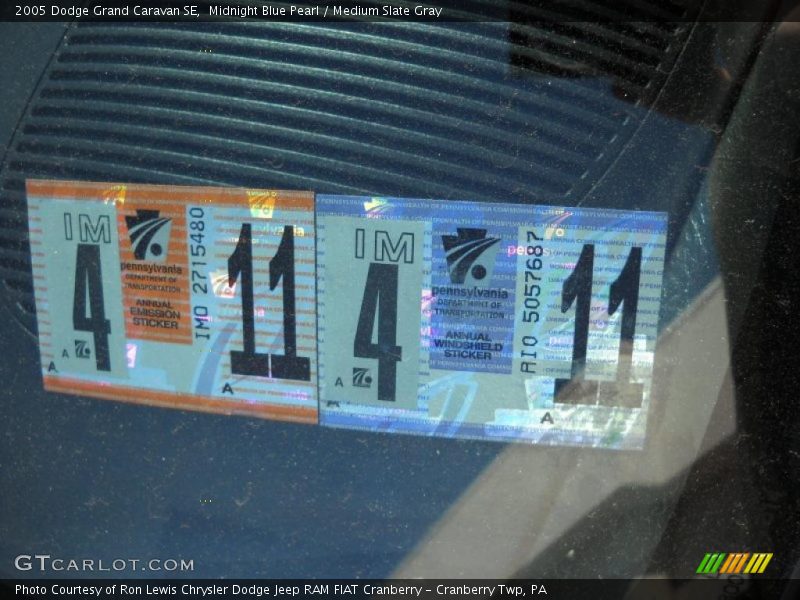 2005 Dodge Grand Caravan SE, Midnight Blue Pearl / Medium Slate Gray
IM
4
A
A
pennsylvania
DEPARTMENT OF
TRANSPORTATION
ANNUAL
EMISSION
STICKER
IMO 2715480
11
A
IM
4
A
A
pennsylvania
DEPARTMENT OF
TRANSPORTATION
ANNUAL
WINDSHIELD
STICKER
AIO 5057687
11
A
GTCARLOT.COM
Photo Courtesy of Ron Lewis Chrysler Dodge Jeep RAM FIAT Cranberry – Cranberry Twp, PA